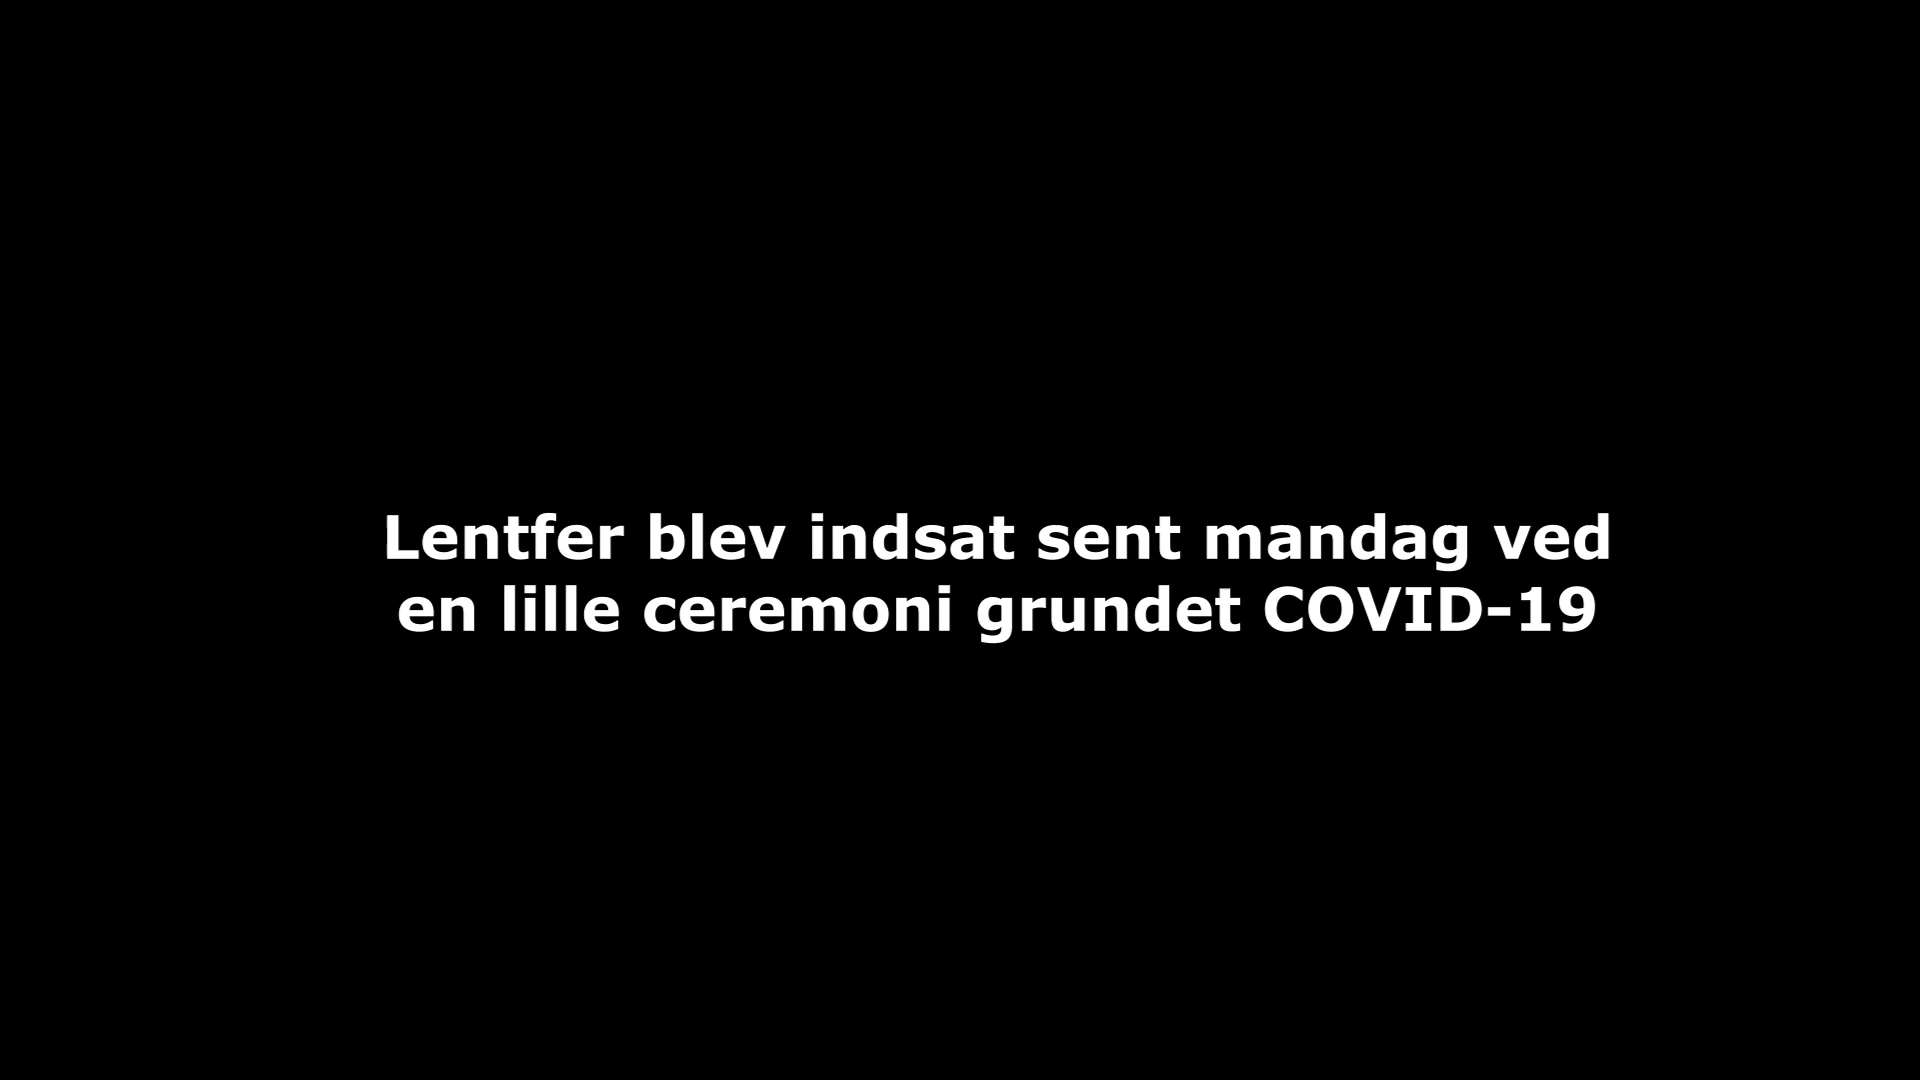 Lentfer blev indsat sent mandag ved
en lille ceremoni grundet COVID-19